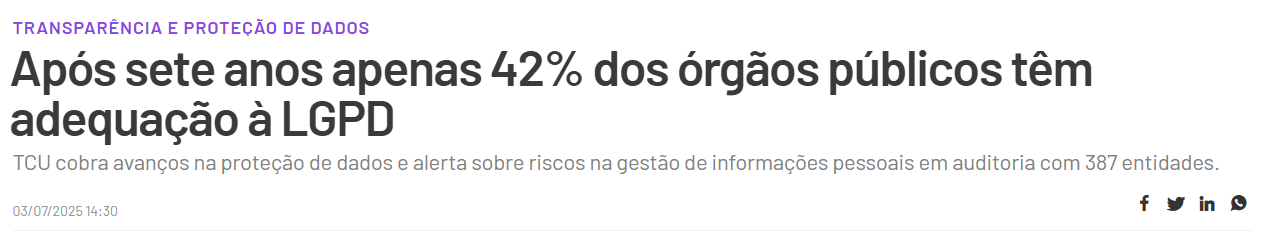 TRANSPARÊNCIA E PROTEÇÃO DE DADOS
Após sete anos apenas 42% dos órgãos públicos têm
adequação à LGPD
TCU cobra avanços na proteção de dados e alerta sobre riscos na gestão de informações pessoais em auditoria com 387 entidades.
03/07/2025 14:30